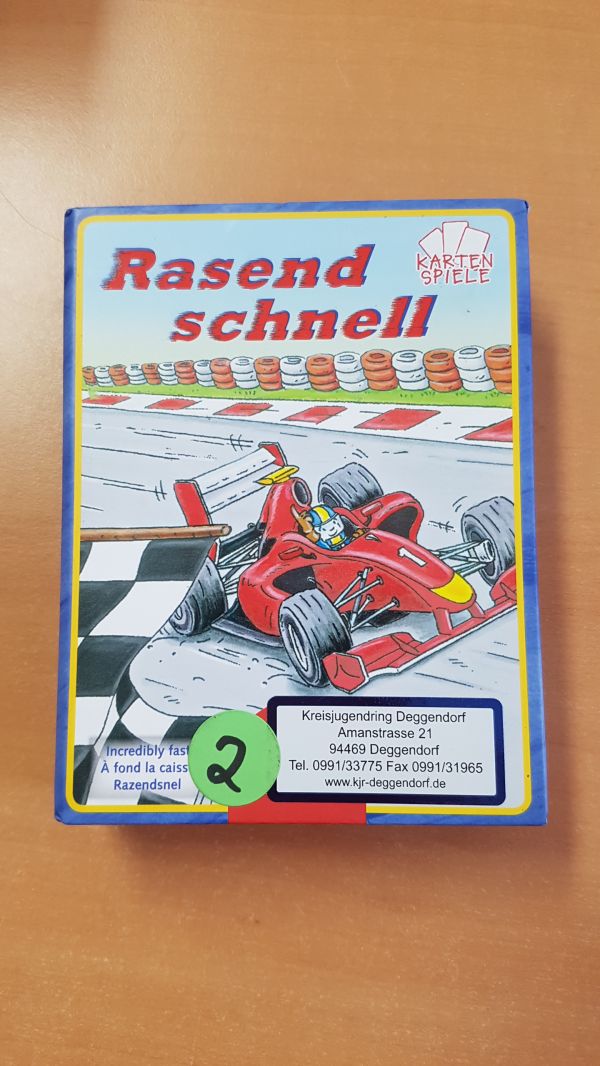 Rasend
schnell
KARTEN
SPIELE
1
Incredibly fast
À fond la caiss
Razendsnel
2
Kreisjugendring Deggendorf
Amanstrasse 21
94469 Deggendorf
Tel. 0991/33775 Fax 0991/31965
www.kjr-deggendorf.de